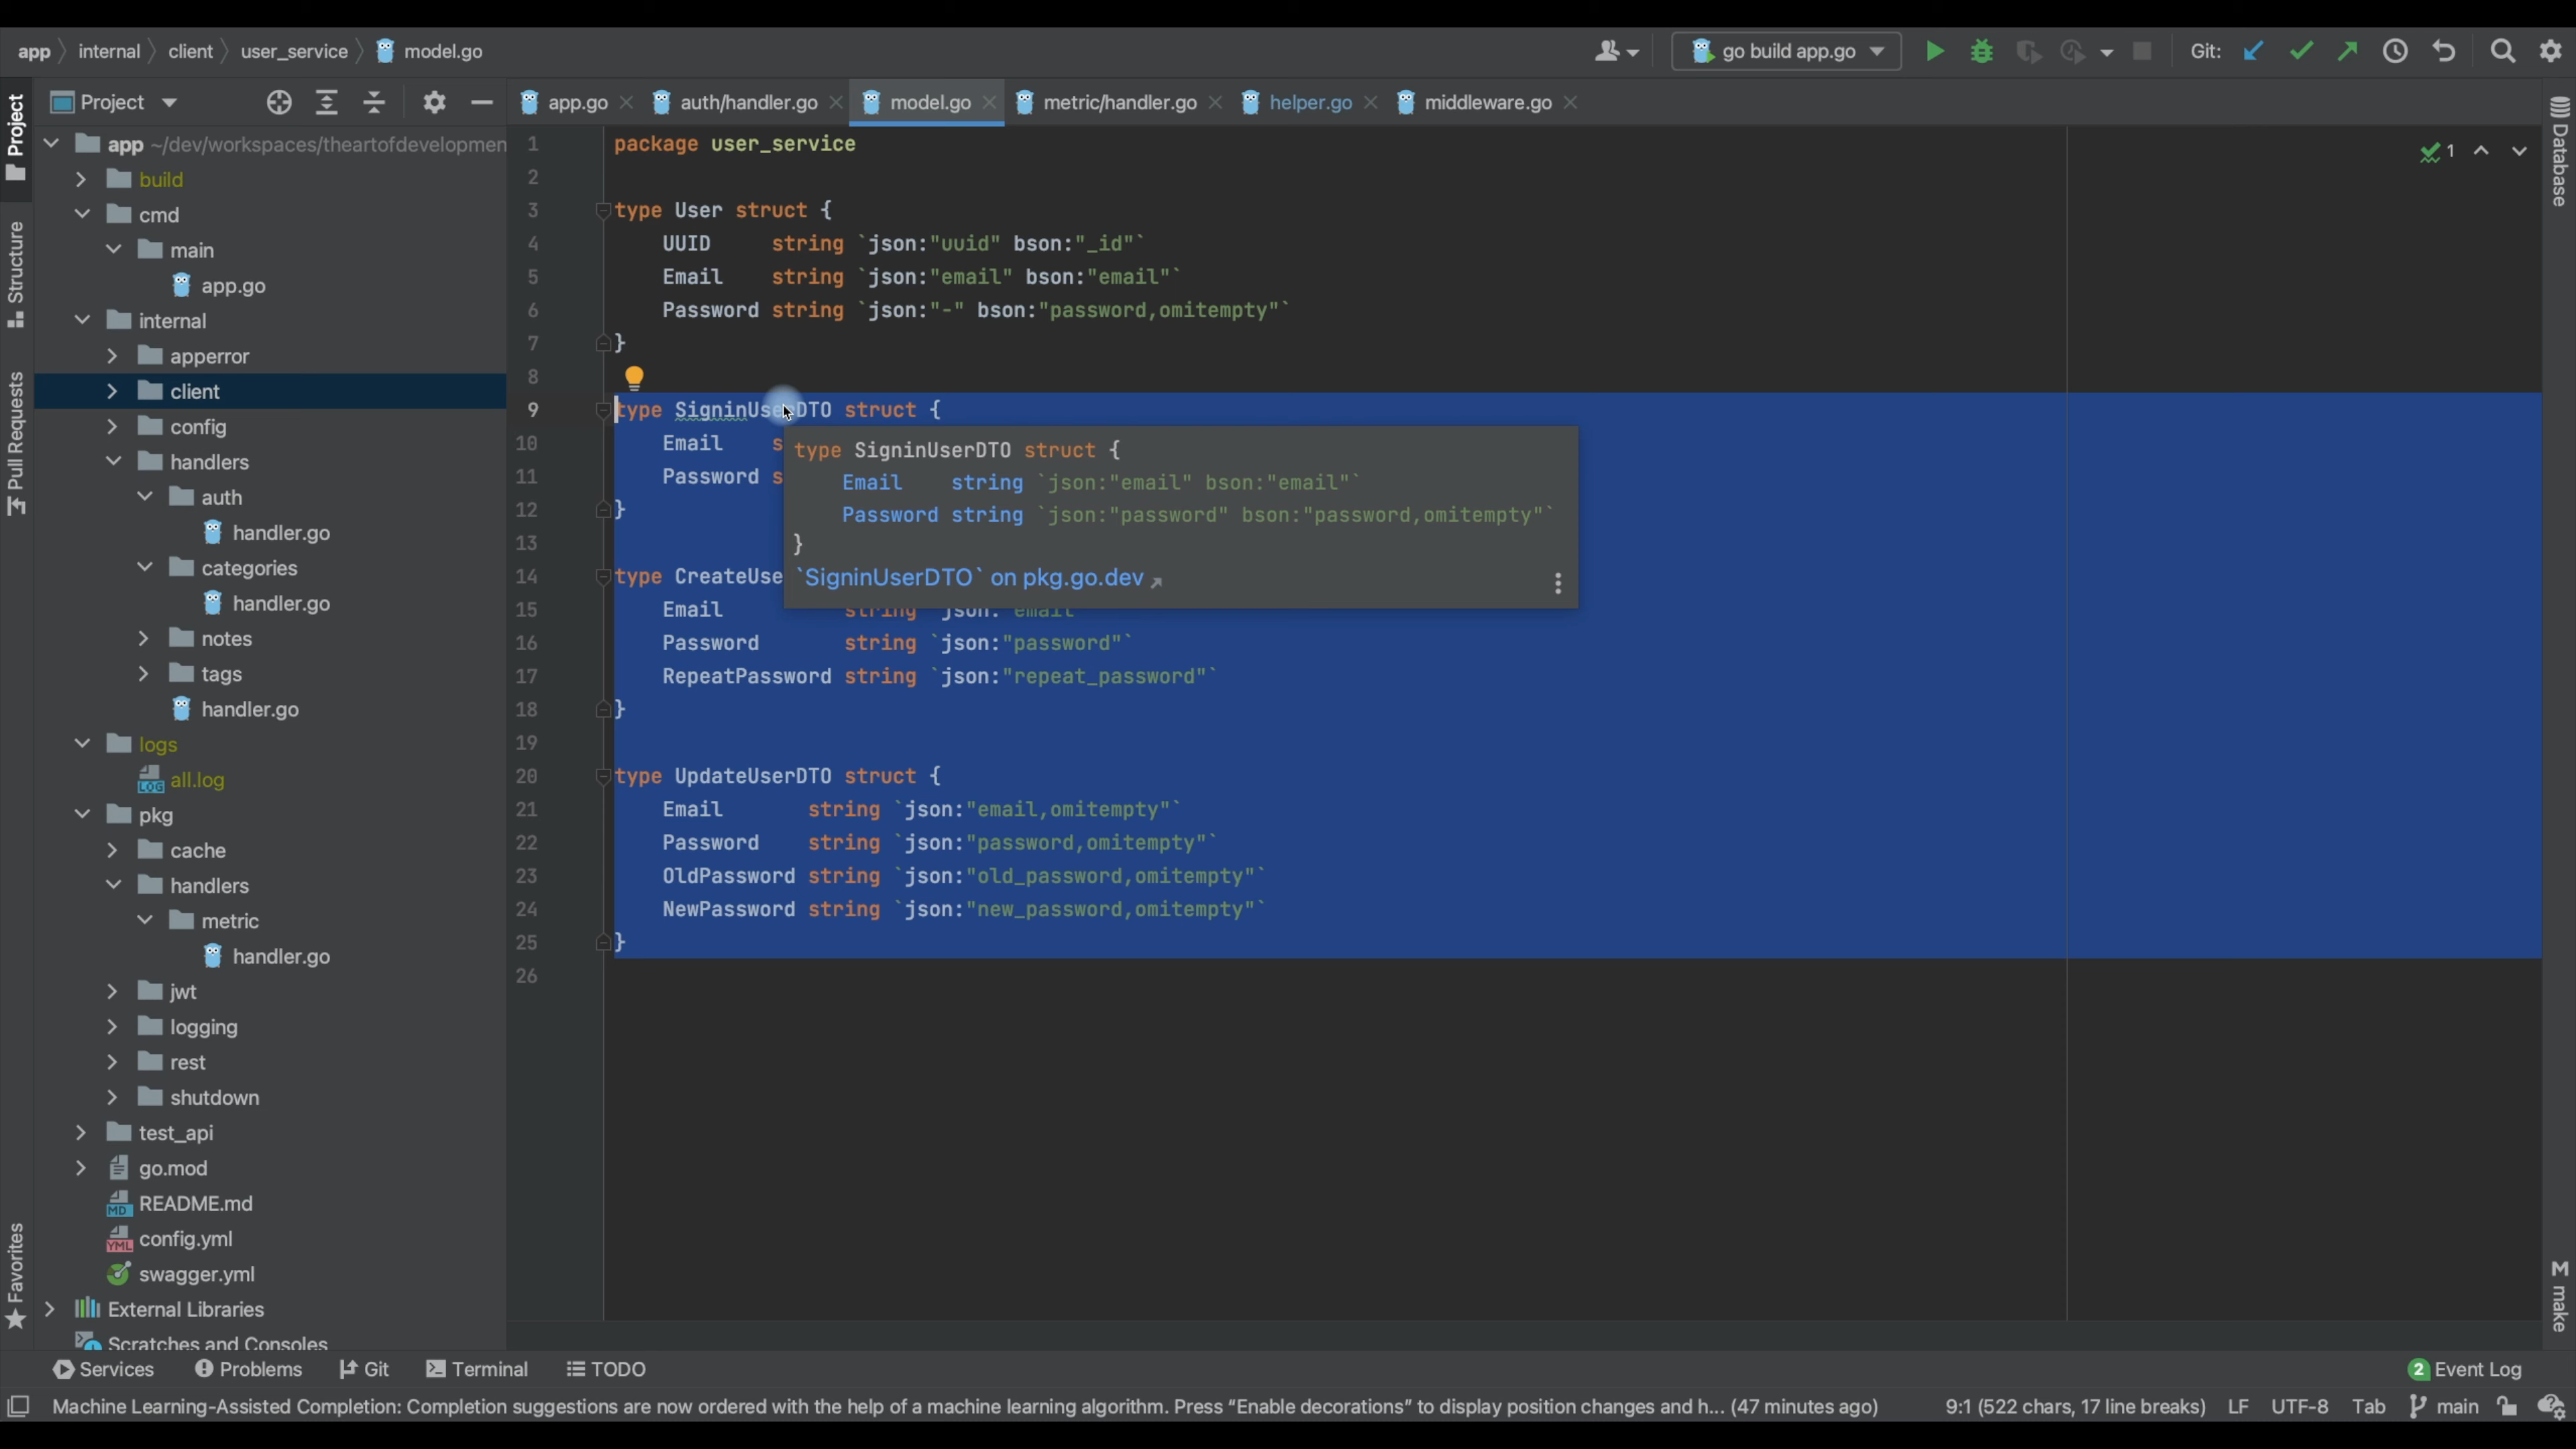 app internal client user_service model.go go build app.go Git:
Project
app.go auth/handler.go model.go metric/handler.go helper.go middleware.go
Project
Structure
Pull Requests
Favorites
app ~/dev/workspaces/theartofdevelopmen
build
cmd
main
app.go
internal
apperror
client
config
handlers
auth
handler.go
categories
handler.go
notes
tags
handler.go
logs
all.log
pkg
cache
handlers
metric
handler.go
jwt
logging
rest
shutdown
test_api
go.mod
README.md
config.yml
swagger.yml
External Libraries
Scratches and Consoles
1 package user_service
2
3 type User struct {
4 UUID string `json:"uuid" bson:"_id"`
5 Email string `json:"email" bson:"email"`
6 Password string `json:"-" bson:"password,omitempty"`
7 }
8
9 type SigninUserDTO struct {
10 Email s
11 Password s
12 }
13
14 type CreateUse
15 Email string `json:"email"`
16 Password string `json:"password"`
17 RepeatPassword string `json:"repeat_password"`
18 }
19
20 type UpdateUserDTO struct {
21 Email string `json:"email,omitempty"`
22 Password string `json:"password,omitempty"`
23 OldPassword string `json:"old_password,omitempty"`
24 NewPassword string `json:"new_password,omitempty"`
25 }
26
type SigninUserDTO struct {
Email string `json:"email" bson:"email"`
Password string `json:"password" bson:"password,omitempty"`
}
`SigninUserDTO` on pkg.go.dev
1
Database
make
Services Problems Git Terminal TODO 2 Event Log
Machine Learning-Assisted Completion: Completion suggestions are now ordered with the help of a machine learning algorithm. Press “Enable decorations” to display position changes and h... (47 minutes ago) 9:1 (522 chars, 17 line breaks) LF UTF-8 Tab main